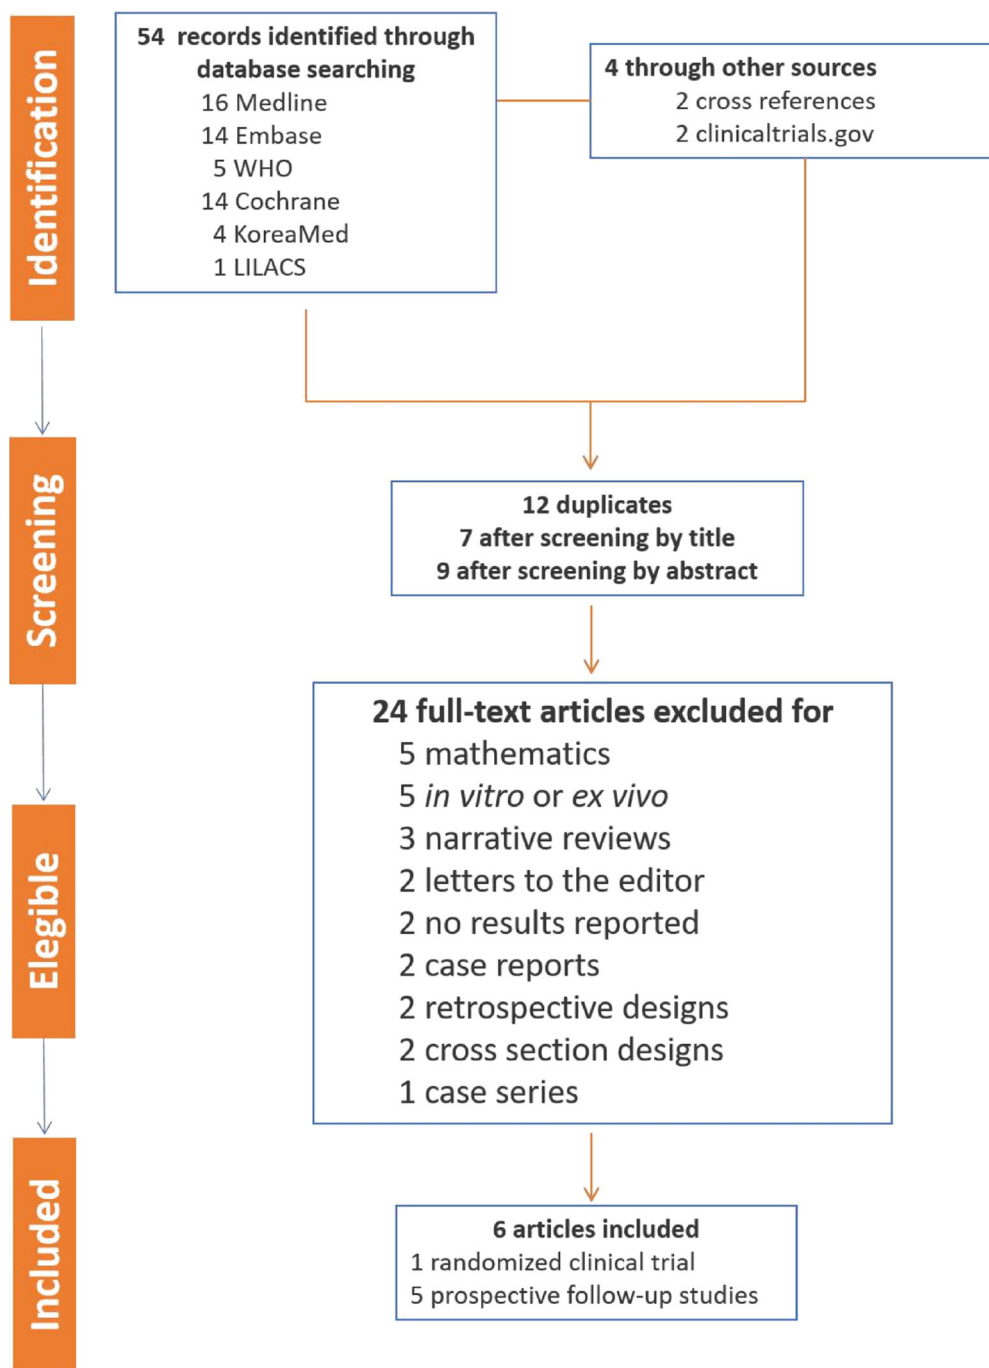 Identification
54 records identified through
database searching
16 Medline
14 Embase
5 WHO
14 Cochrane
4 KoreaMed
1 LILACS
4 through other sources
2 cross references
2 clinicaltrials.gov
Screening
12 duplicates
7 after screening by title
9 after screening by abstract
Elegible
24 full-text articles excluded for
5 mathematics
5 in vitro or ex vivo
3 narrative reviews
2 letters to the editor
2 no results reported
2 case reports
2 retrospective designs
2 cross section designs
1 case series
Included
6 articles included
1 randomized clinical trial
5 prospective follow-up studies